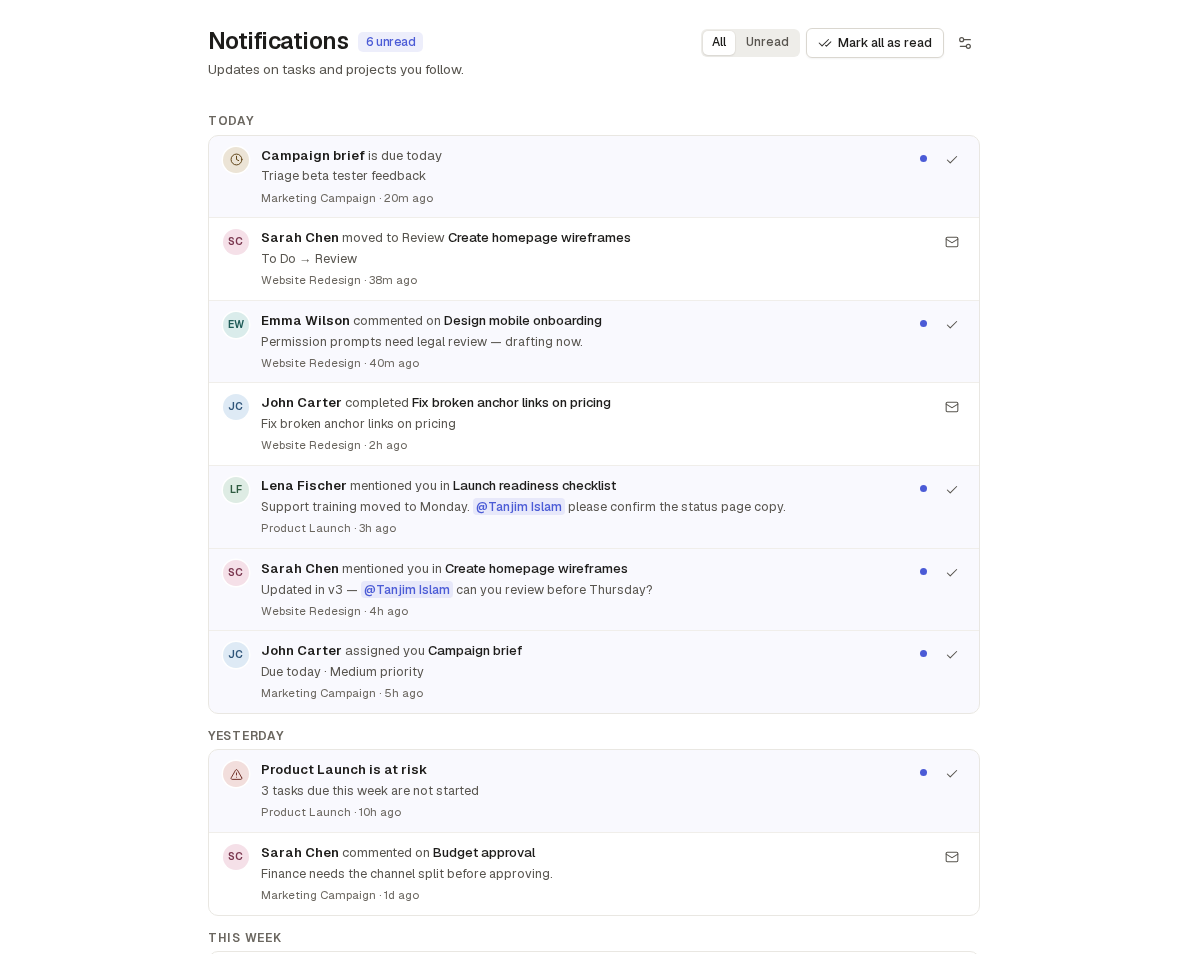 Notifications 6 unread All Unread Mark all as read
Updates on tasks and projects you follow.
TODAY
Campaign brief is due today
Triage beta tester feedback
Marketing Campaign · 20m ago
SC Sarah Chen moved to Review Create homepage wireframes
To Do → Review
Website Redesign · 38m ago
EW Emma Wilson commented on Design mobile onboarding
Permission prompts need legal review — drafting now.
Website Redesign · 40m ago
JC John Carter completed Fix broken anchor links on pricing
Fix broken anchor links on pricing
Website Redesign · 2h ago
LF Lena Fischer mentioned you in Launch readiness checklist
Support training moved to Monday. @Tanjim Islam please confirm the status page copy.
Product Launch · 3h ago
SC Sarah Chen mentioned you in Create homepage wireframes
Updated in v3 — @Tanjim Islam can you review before Thursday?
Website Redesign · 4h ago
JC John Carter assigned you Campaign brief
Due today · Medium priority
Marketing Campaign · 5h ago
YESTERDAY
Product Launch is at risk
3 tasks due this week are not started
Product Launch · 10h ago
SC Sarah Chen commented on Budget approval
Finance needs the channel split before approving.
Marketing Campaign · 1d ago
THIS WEEK